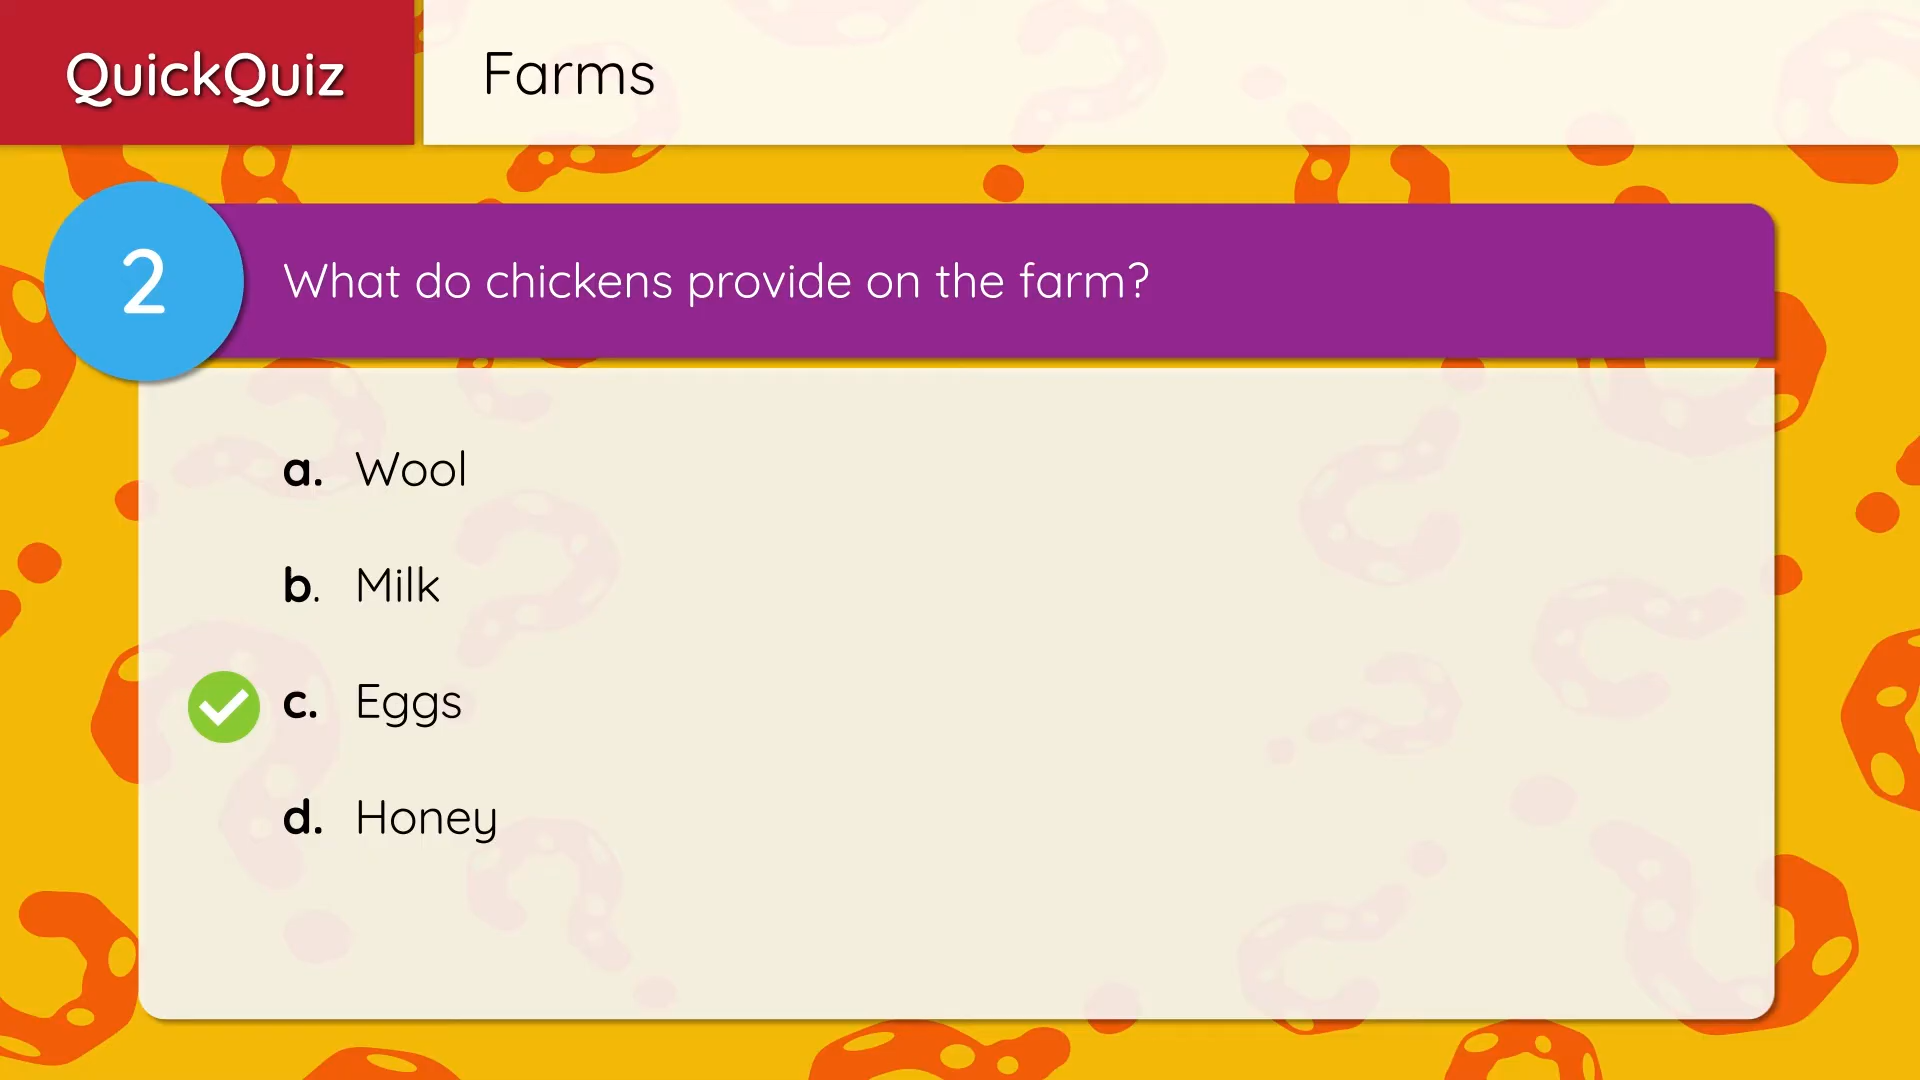 QuickQuiz
Farms
2
What do chickens provide on the farm?
a. Wool
b. Milk
c. Eggs
d. Honey